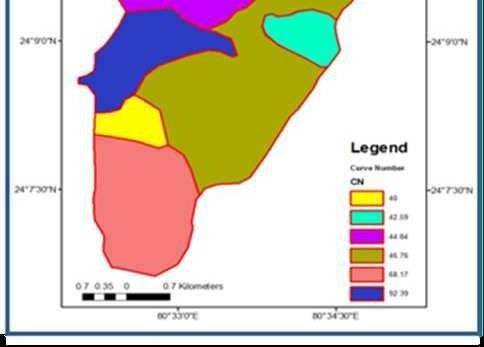 24°9'0"N
24°9'0"N
Legend
Curve Number
CN
40
42.59
44.64
46.76
68.17
92.39
24°7'30"N
24°7'30"N
0.7 0.35 0 0.7 Kilometers
80°33'0"E
80°34'30"E